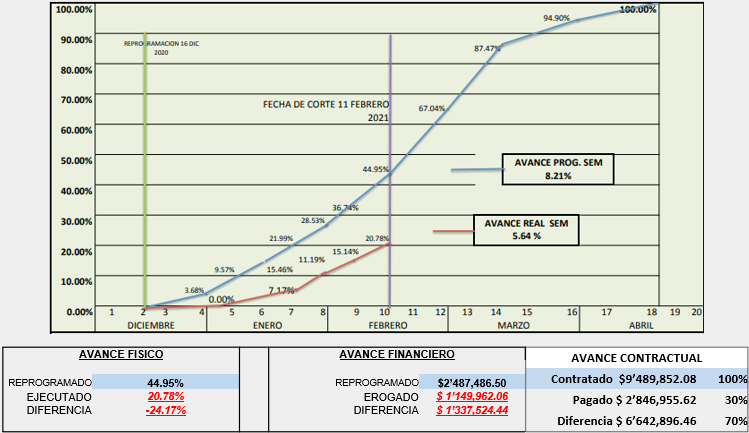 100.00%
90.00%
80.00%
70.00%
60.00%
50.00%
40.00%
30.00%
20.00%
10.00%
0.00%
REPROGRAMACION 16 DIC
2020
FECHA DE CORTE 11 FEBRERO
2021
3.68%
9.57%
21.99%
28.53%
36.74%
44.95%
67.04%
87.47%
94.90%
100.00%
0.00%
15.46%
7.17%
11.19%
15.14%
20.78%
AVANCE PROG. SEM
8.21%
AVANCE REAL SEM
5.64 %
1 2 3 4 5 6 7 8 9 10 12 13 14 15 16 17 18 19 20
DICIEMBRE ENERO FEBRERO MARZO ABRIL
AVANCE FISICO
REPROGRAMADO 44.95%
EJECUTADO 20.78%
DIFERENCIA -24.17%
AVANCE FINANCIERO
REPROGRAMADO $2'487,486.50
EROGADO $ 1'149,962.06
DIFERENCIA $ 1'337,524.44
AVANCE CONTRACTUAL
Contratado $9'489,852.08 100%
Pagado $ 2'846,955.62 30%
Diferencia $ 6'642,896.46 70%